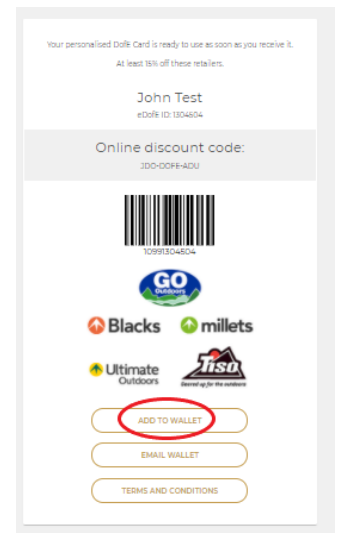 Your personalised DofE Card is ready to use as soon as you receive it.
At least 15% off these retailers.
John Test
eDofE ID: 1304504
Online discount code:
JDO-DOFE-ADU
10991304504
GO
Outdoors
Blacks
millets
Ultimate
Outdoors
TISO
Geared up for the outdoors
ADD TO WALLET
EMAIL WALLET
TERMS AND CONDITIONS